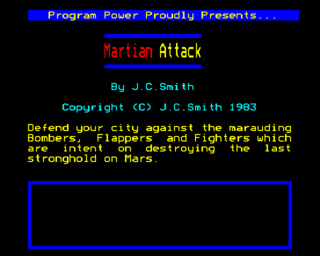 Program Power Proudly Presents...
Martian Attack
By J.C.Smith
Copyright (C) J.C.Smith 1983
Defend your city against the marauding
Bombers, Flappers and Fighters which
are intent on destroying the last
stronghold on Mars.